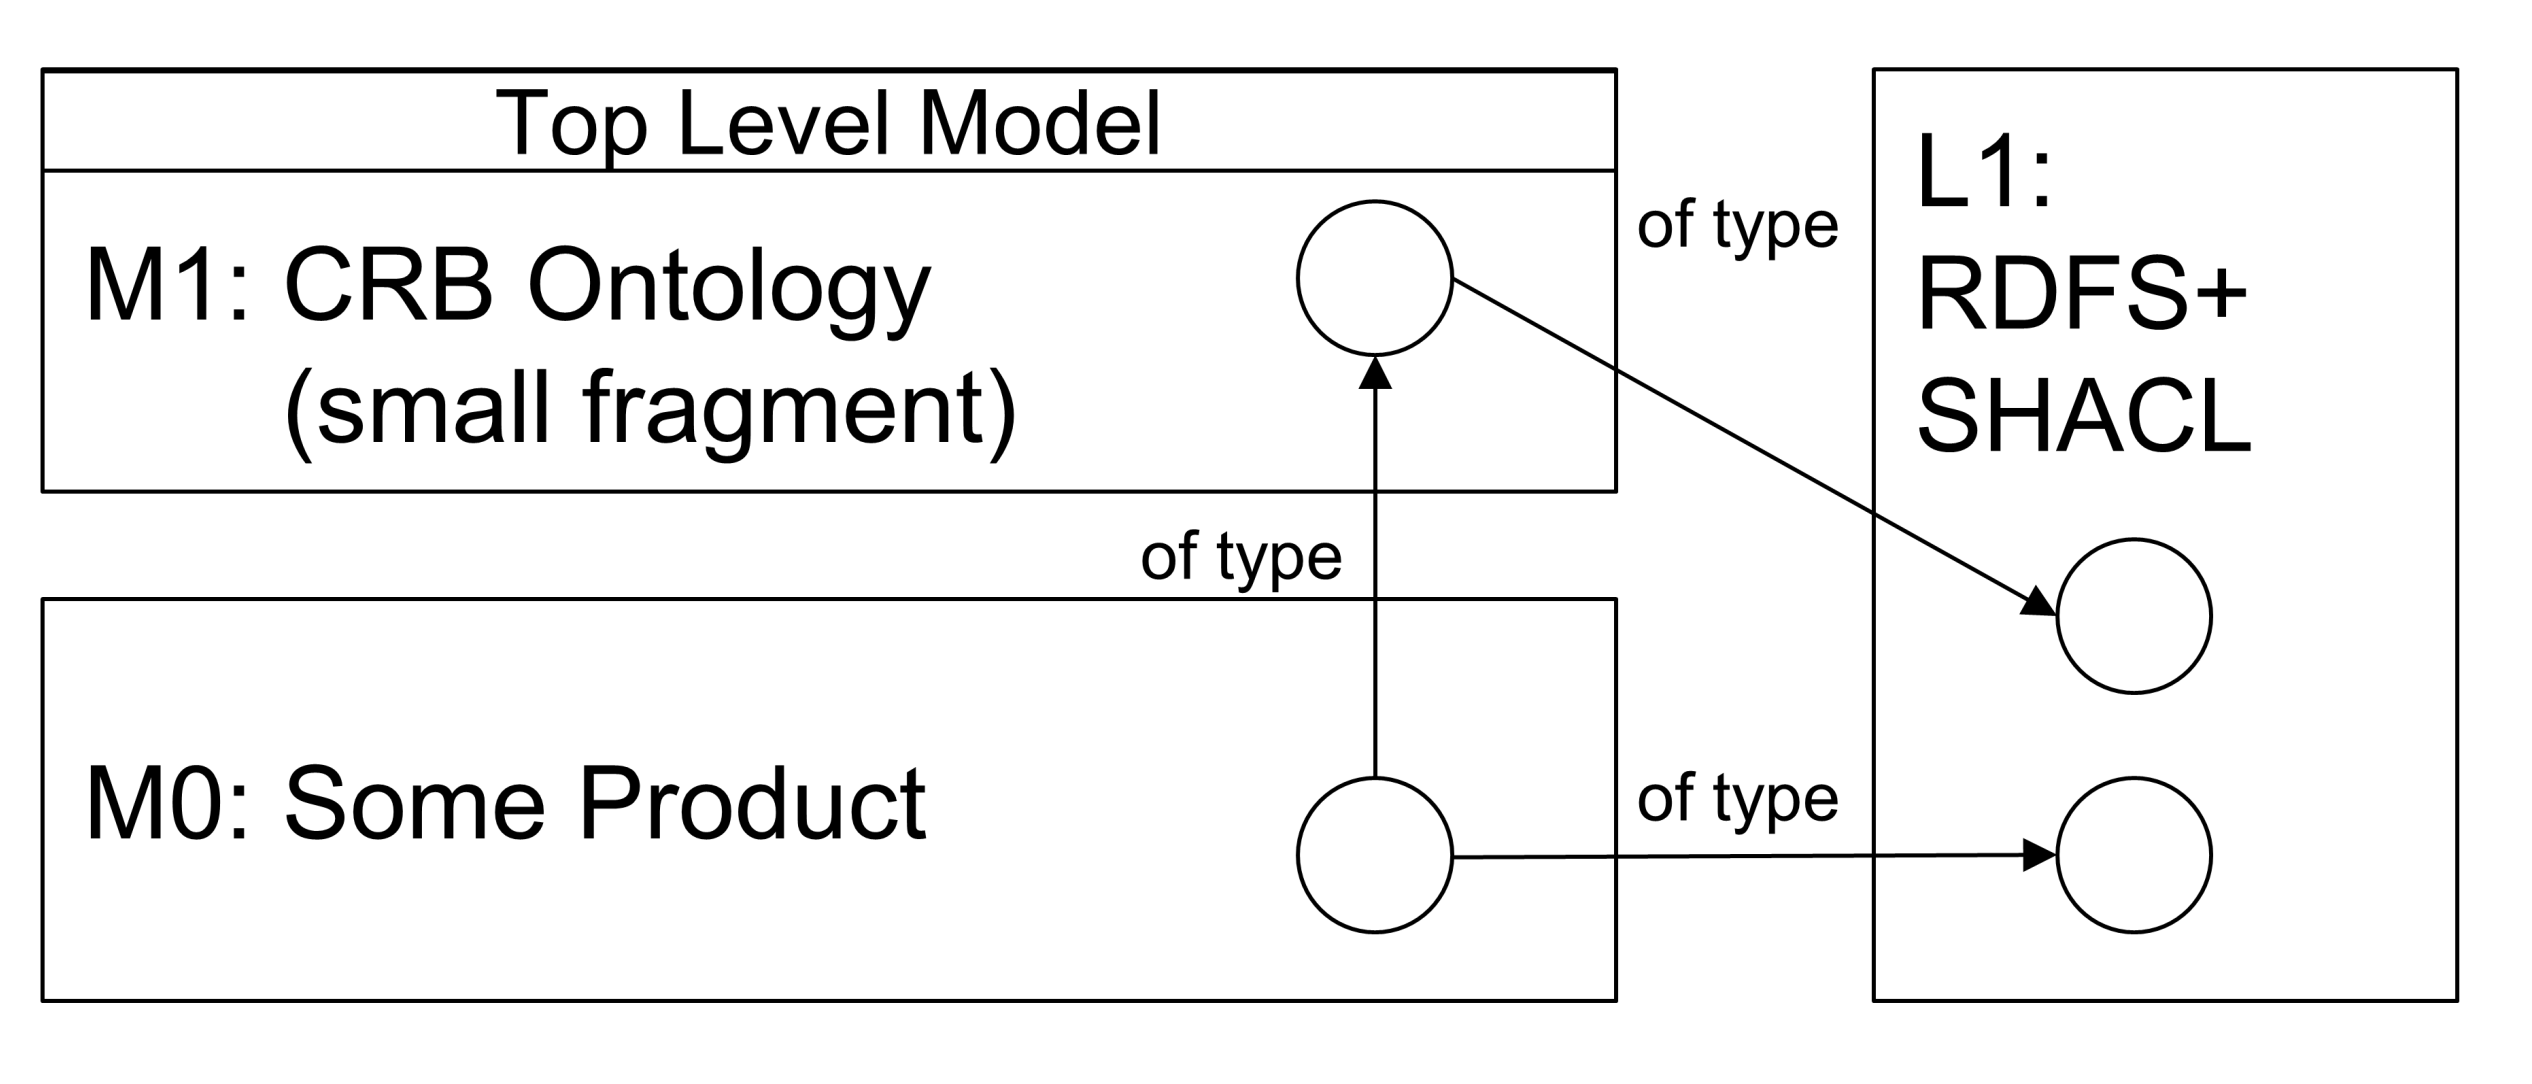 Top Level Model
M1: CRB Ontology
(small fragment)
of type
L1:
RDFS+
SHACL
of type
M0: Some Product
of type